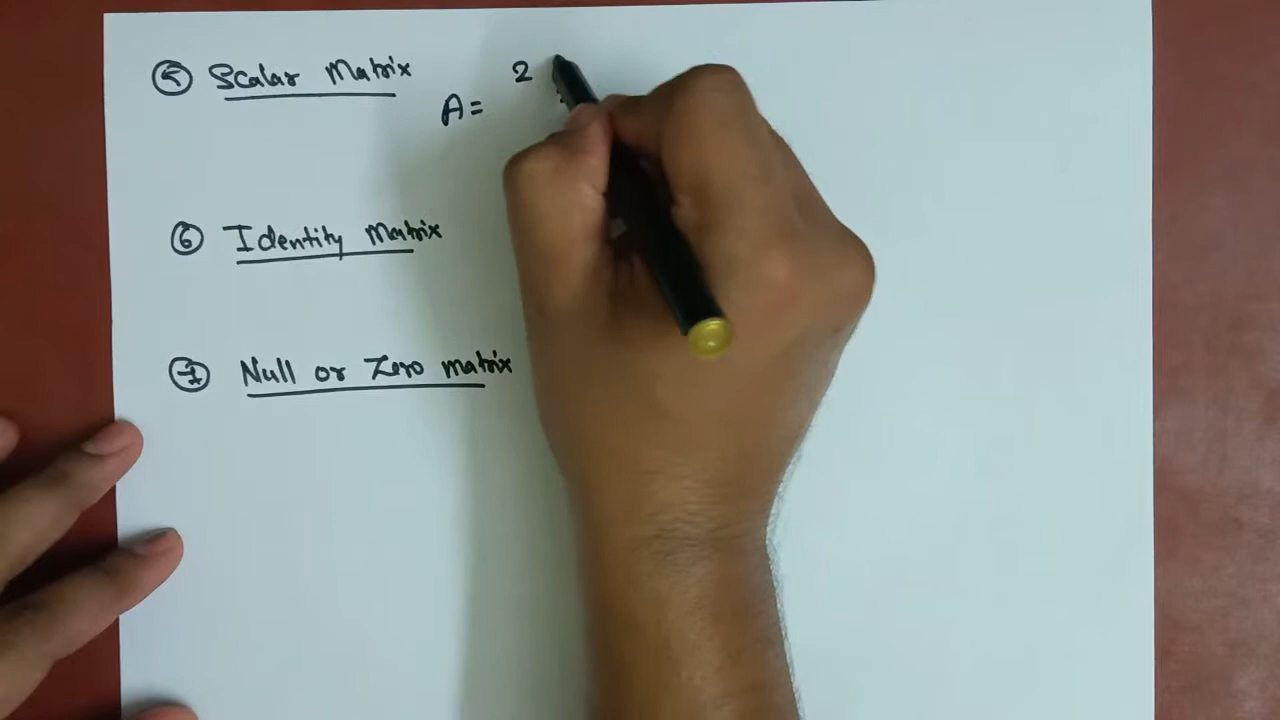 ⑤ Scalar Matrix
A = 2
⑥ Identity Matrix
⑦ Null or Zero matrix